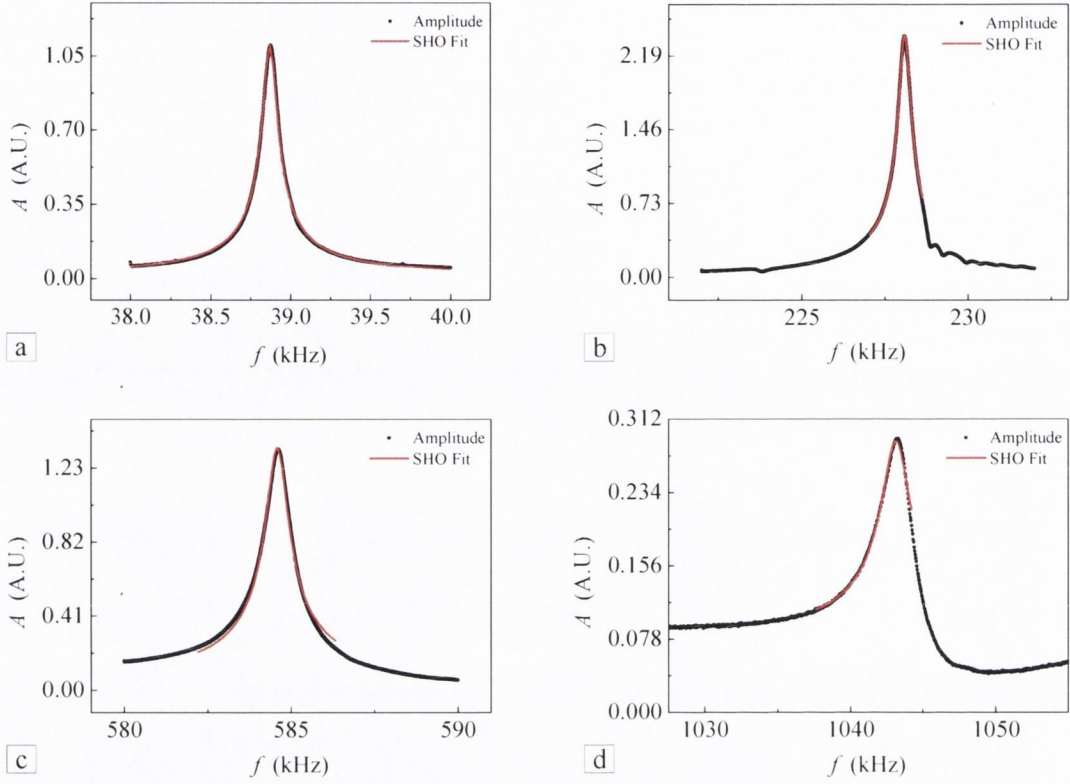 Amplitude
SHO Fit
1.05
0.70
0.35
0.00
A (A.U.)
38.0 38.5 39.0 39.5 40.0
f (kHz)
a
Amplitude
SHO Fit
2.19
1.46
0.73
0.00
A (A.U.)
225 230
f (kHz)
b
Amplitude
SHO Fit
1.23
0.82
0.41
0.00
A (A.U.)
580 585 590
f (kHz)
c
Amplitude
SHO Fit
0.312
0.234
0.156
0.078
0.000
A (A.U.)
1030 1040 1050
f (kHz)
d